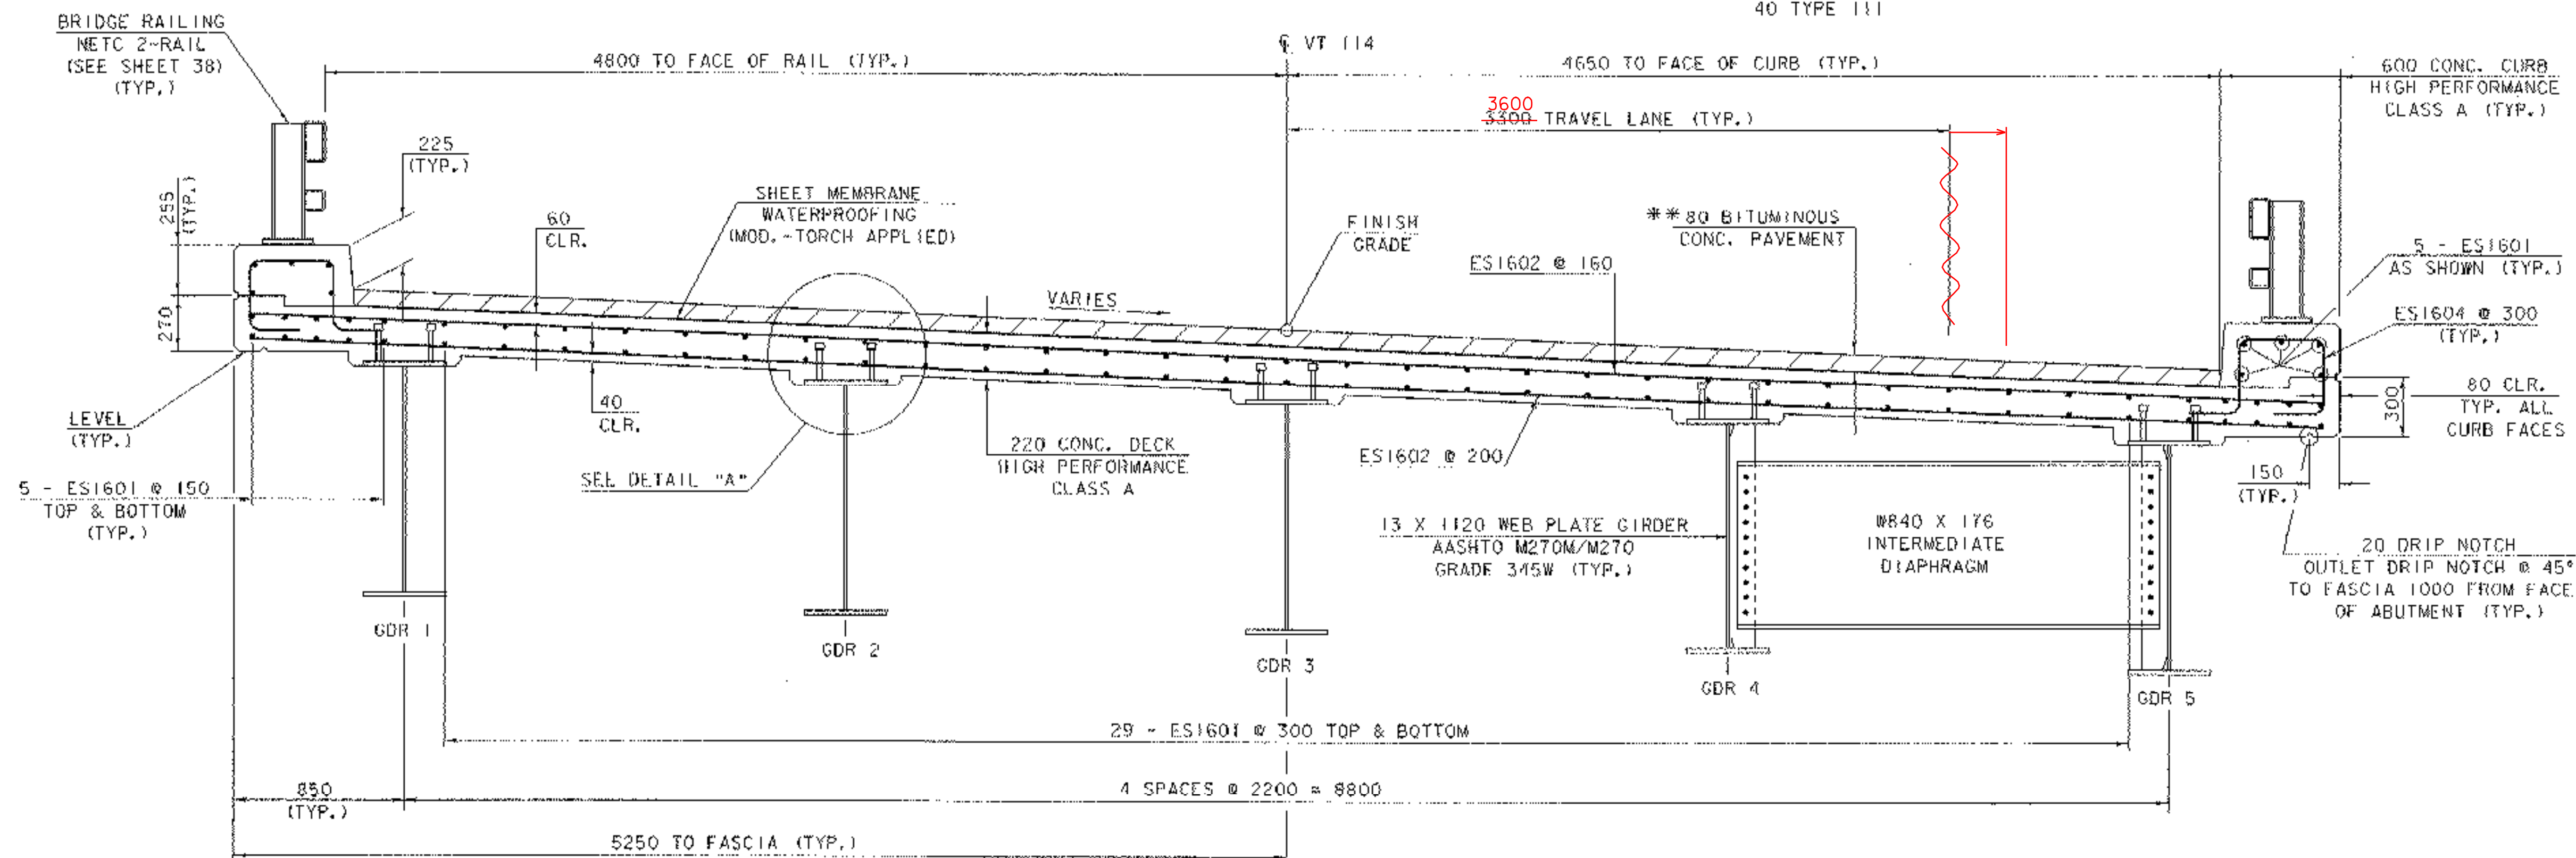 40 TYPE III
BRIDGE RAILING
NETC 2-RAIL
(SEE SHEET 38)
(TYP.)
4800 TO FACE OF RAIL (TYP.)
℄ VT 114
4650 TO FACE OF CURB (TYP.)
600 CONC. CURB
HIGH PERFORMANCE
CLASS A (TYP.)
3600
3300 TRAVEL LANE (TYP.)
225
(TYP.)
255
(TYP.)
270
60
CLR.
SHEET MEMBRANE
WATERPROOFING
(MOD.-TORCH APPLIED)
VARIES
FINISH
GRADE
**80 BITUMINOUS
CONC. PAVEMENT
ES1602 @ 160
5 - ES1601
AS SHOWN (TYP.)
ES1604 @ 300
(TYP.)
300
80 CLR.
TYP. ALL
CURB FACES
LEVEL
(TYP.)
40
CLR.
SEE DETAIL "A"
220 CONC. DECK
HIGH PERFORMANCE
CLASS A
ES1602 @ 200
5 - ES1601 @ 150
TOP & BOTTOM
(TYP.)
13 X 1120 WEB PLATE GIRDER
AASHTO M270M/M270
GRADE 345W (TYP.)
W840 X 176
INTERMEDIATE
DIAPHRAGM
150
(TYP.)
20 DRIP NOTCH
OUTLET DRIP NOTCH @ 45°
TO FASCIA 1000 FROM FACE
OF ABUTMENT (TYP.)
GDR 1
GDR 2
GDR 3
GDR 4
GDR 5
29 - ES1601 @ 300 TOP & BOTTOM
850
(TYP.)
4 SPACES @ 2200 = 8800
5250 TO FASCIA (TYP.)